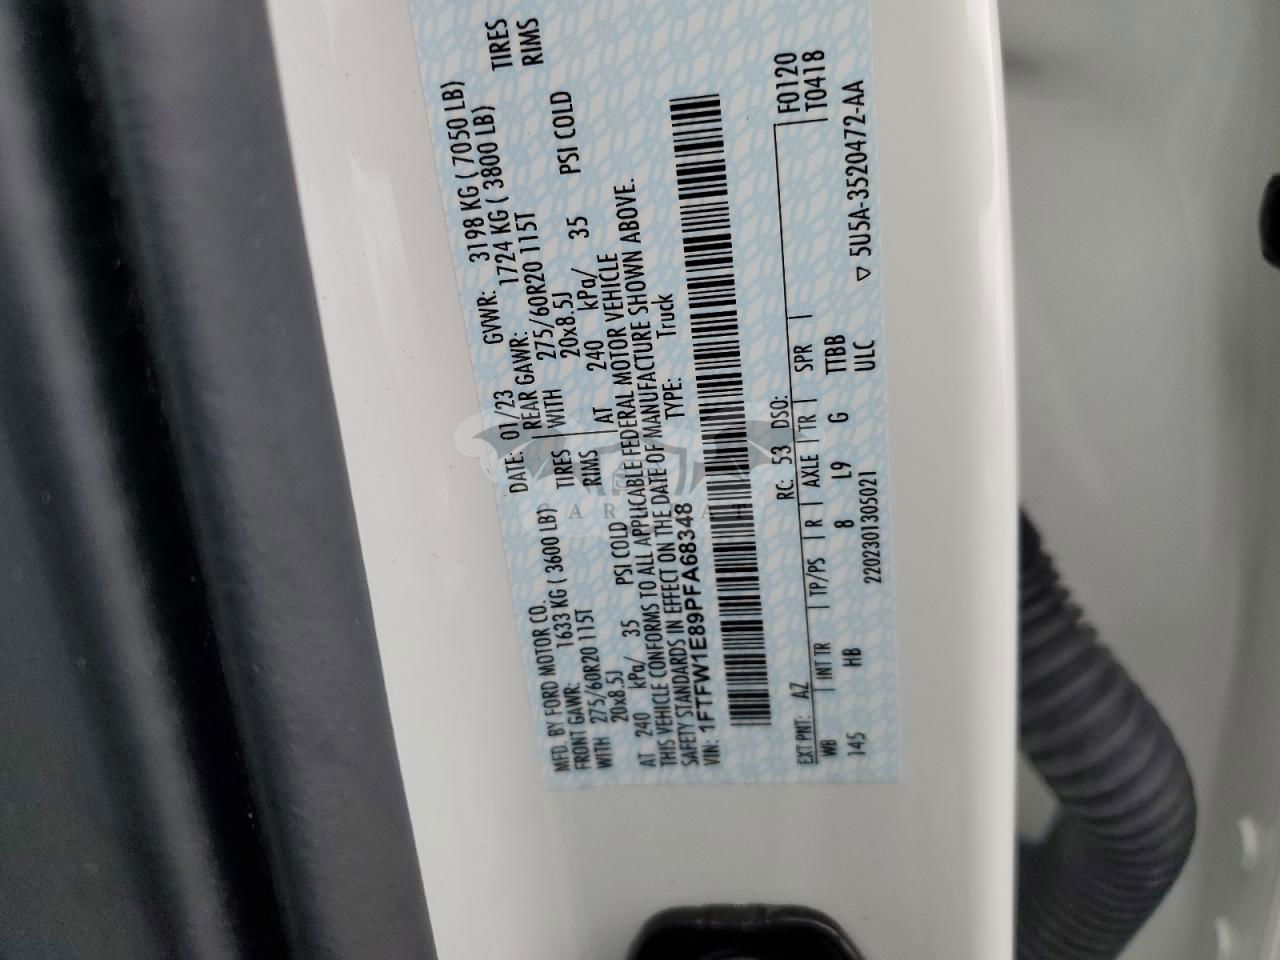 MFD. BY FORD MOTOR CO.
DATE: 01/23 GVWR: 3198 KG ( 7050 LB)
FRONT GAWR: 1633 KG ( 3600 LB) REAR GAWR: 1724 KG ( 3800 LB)
WITH 275/60R20 115T TIRES WITH 275/60R20 115T TIRES
20x8.5J RIMS 20x8.5J RIMS
AT 240 kPa/ 35 PSI COLD AT 240 kPa/ 35 PSI COLD
THIS VEHICLE CONFORMS TO ALL APPLICABLE FEDERAL MOTOR VEHICLE
SAFETY STANDARDS IN EFFECT ON THE DATE OF MANUFACTURE SHOWN ABOVE.
VIN: 1FTFW1E89PFA68348 TYPE: Truck
EXT PNT: AZ RC: 53 DSO: F0120
WB INT TR TP/PS R AXLE TR SPR T0418
145 HB 8 L9 G TTBB
2202301305021 ULC ▽ 5U5A-3520472-AA